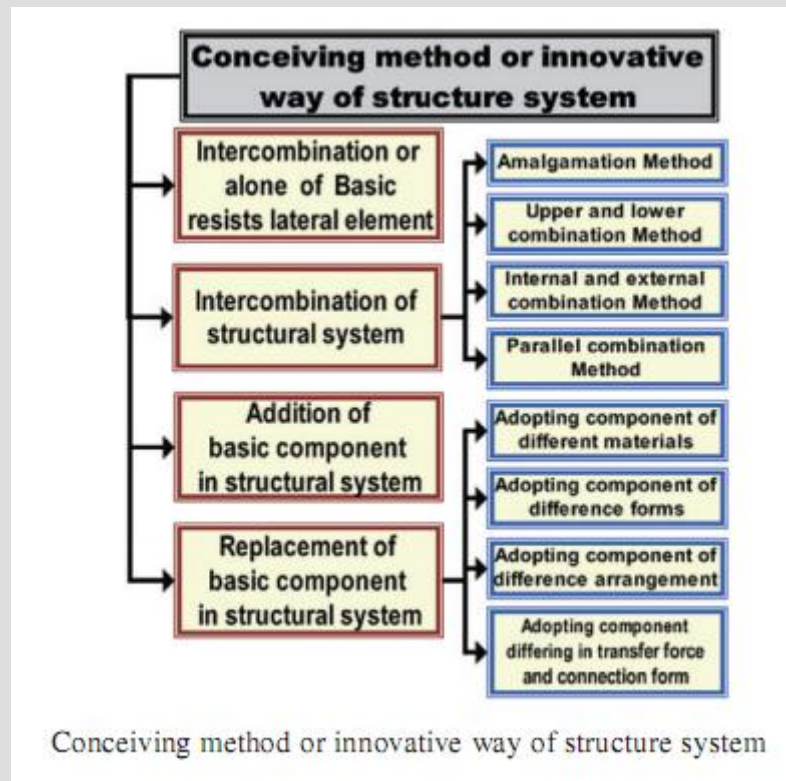 Conceiving method or innovative
way of structure system
Intercombination or
alone of Basic
resists lateral element
Intercombination of
structural system
Addition of
basic component
in structural system
Replacement of
basic component
in structural system
Amalgamation Method
Upper and lower
combination Method
Internal and external
combination Method
Parallel combination
Method
Adopting component of
different materials
Adopting component of
difference forms
Adopting component of
difference arrangement
Adopting component
differing in transfer force
and connection form
Conceiving method or innovative way of structure system